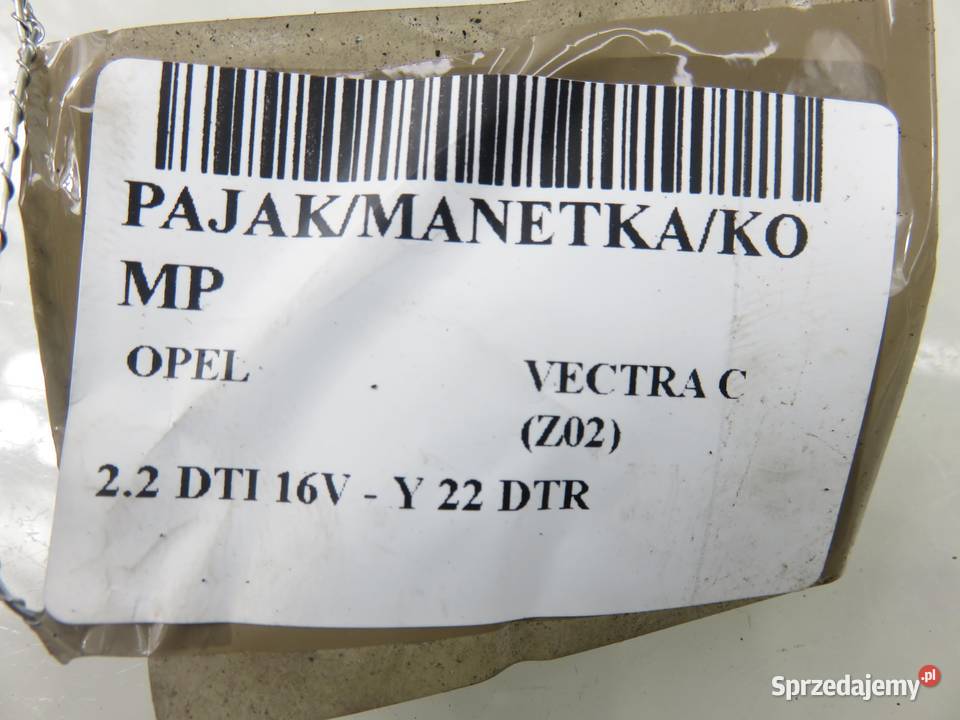 PAJAK/MANETKA/KO
MP
OPEL VECTRA C
(Z02)
2.2 DTI 16V - Y 22 DTR
Sprzedajemy.pl